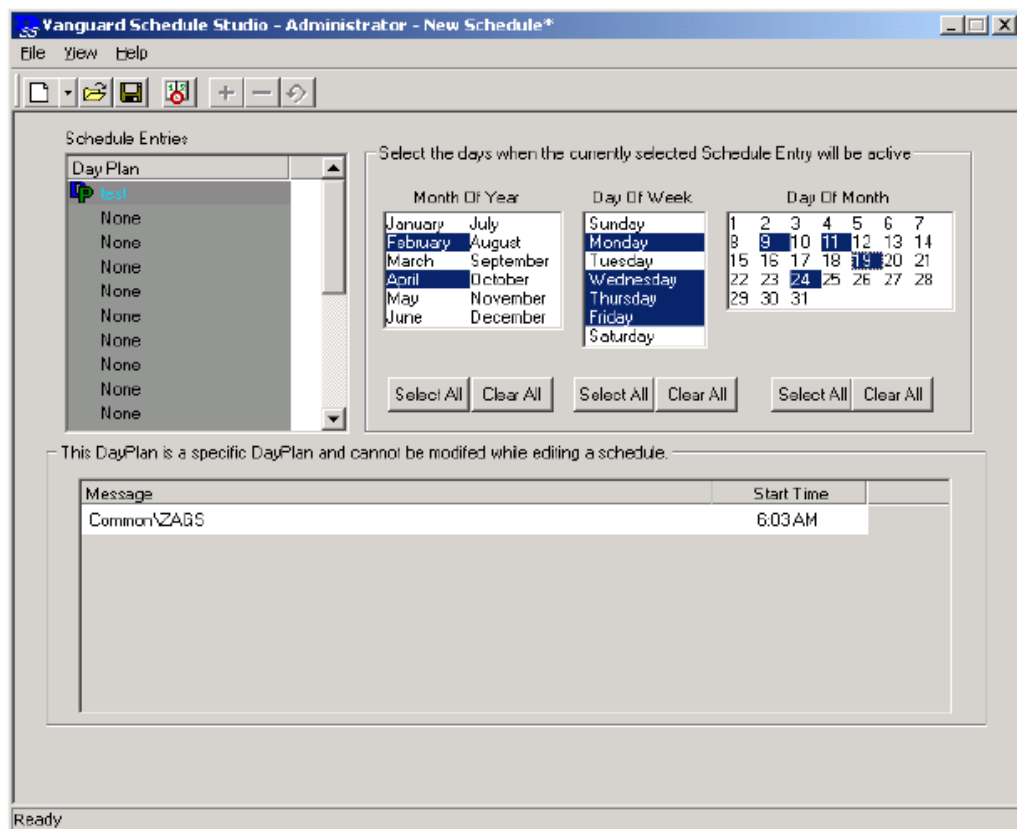 Vanguard Schedule Studio - Administrator - New Schedule*
File View Help
Schedule Entries
Day Plan
test
None
None
None
None
None
None
None
None
None
Select the days when the currently selected Schedule Entry will be active
Month Of Year
January July
February August
March September
April October
May November
June December
Select All Clear All
Day Of Week
Sunday
Monday
Tuesday
Wednesday
Thursday
Friday
Saturday
Select All Clear All
Day Of Month
1 2 3 4 5 6 7
8 9 10 11 12 13 14
15 16 17 18 19 20 21
22 23 24 25 26 27 28
29 30 31
Select All Clear All
This DayPlan is a specific DayPlan and cannot be modifed while editing a schedule.
Message Start Time
Common\ZAGS 6:03 AM
Ready